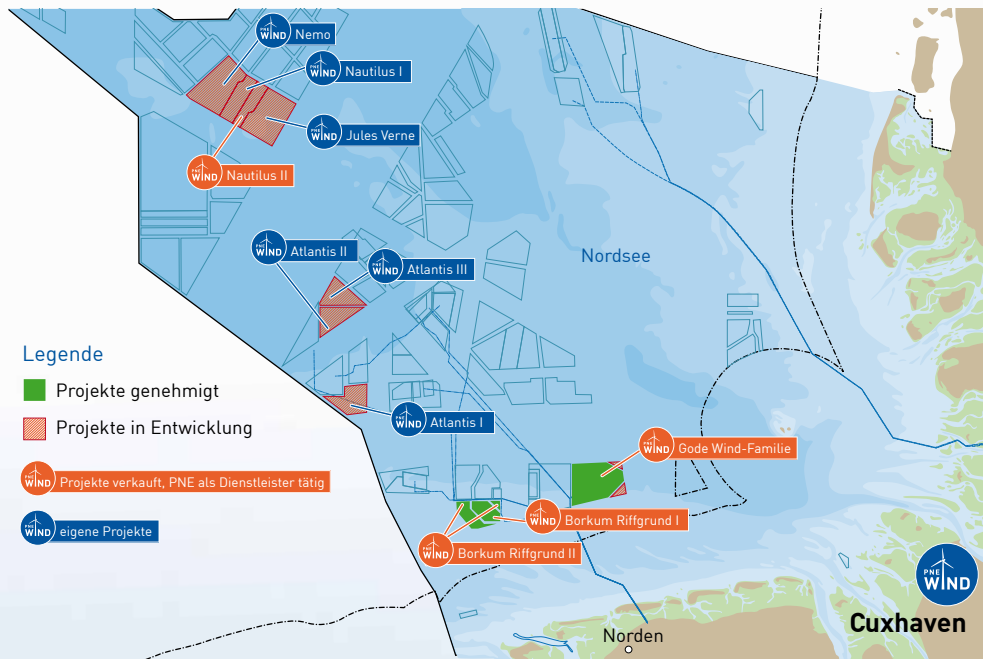 PNE WIND Nemo
PNE WIND Nautilus I
PNE WIND Jules Verne
PNE WIND Nautilus II
PNE WIND Atlantis II
PNE WIND Atlantis III
Nordsee
Legende
Projekte genehmigt
Projekte in Entwicklung
PNE WIND Projekte verkauft, PNE als Dienstleister tätig
PNE WIND eigene Projekte
PNE WIND Atlantis I
PNE WIND Gode Wind-Familie
PNE WIND Borkum Riffgrund I
PNE WIND Borkum Riffgrund II
PNE
WIND
Cuxhaven
Norden